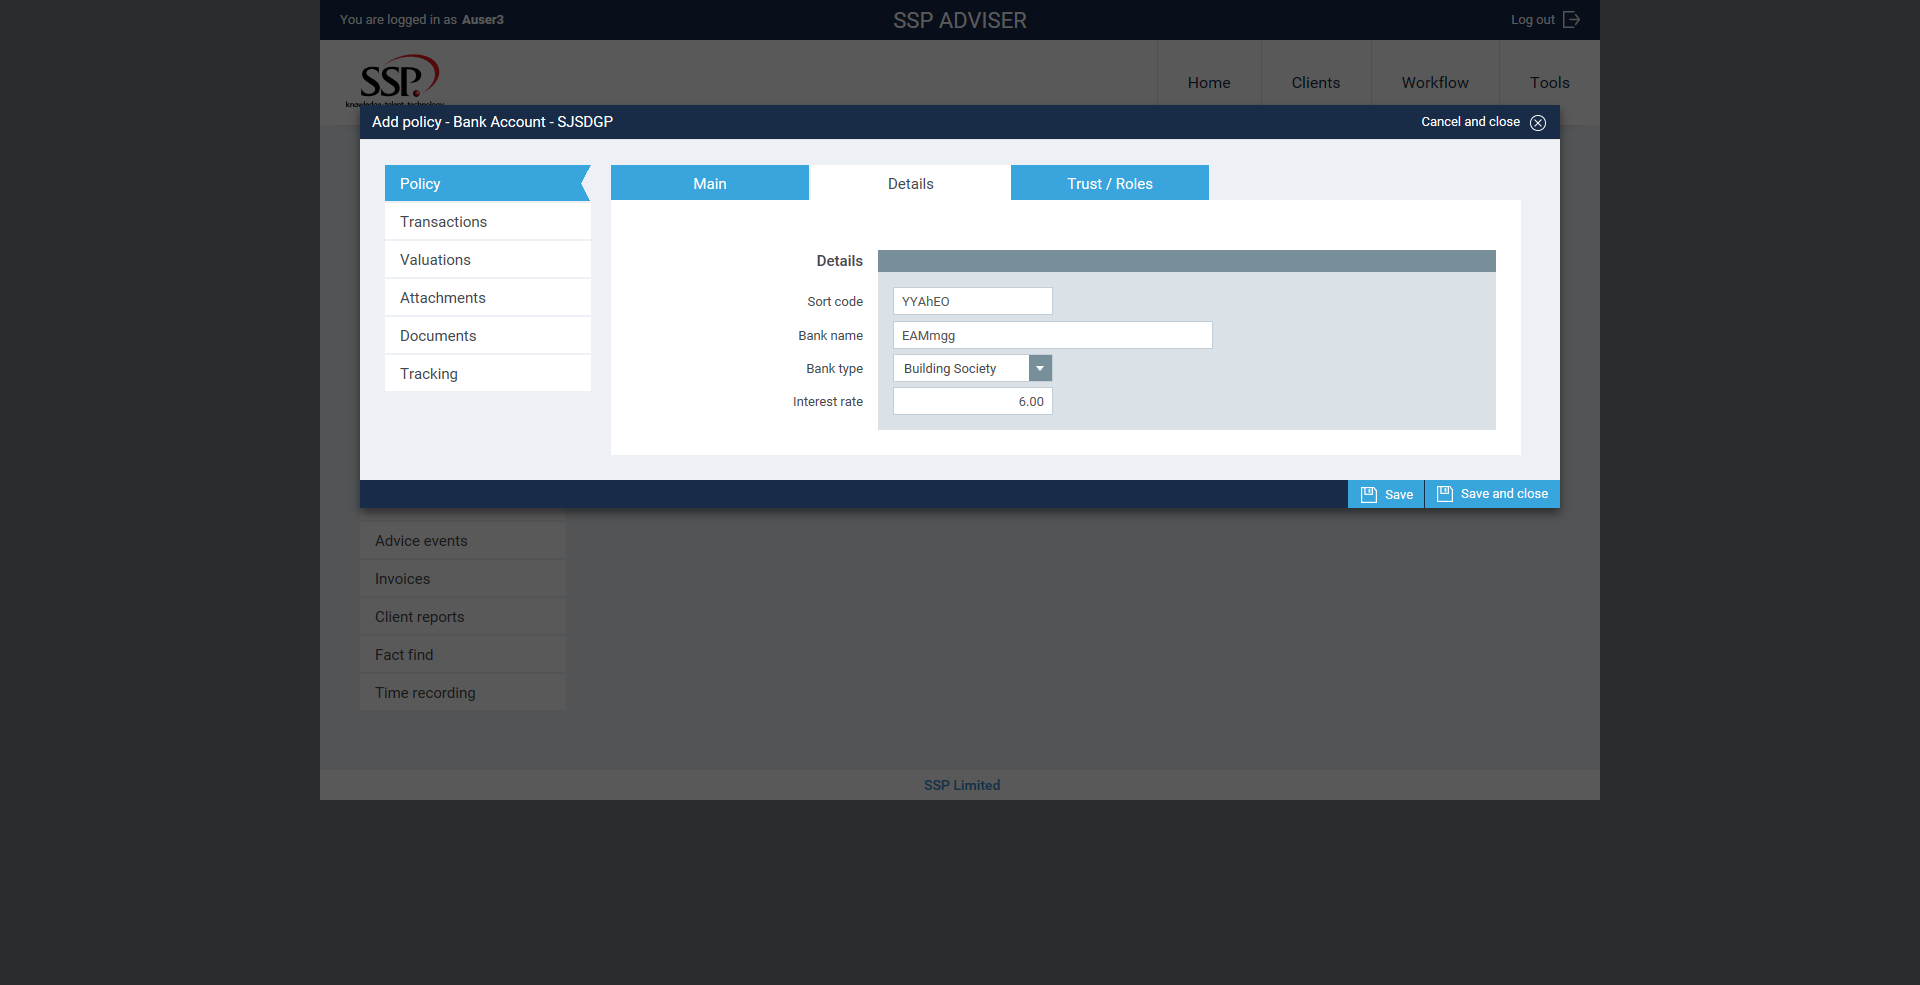 You are logged in as Auser3
SSP ADVISER
Log out
SSP
knowledge·talent·technology
Home
Clients
Workflow
Tools
Add policy - Bank Account - SJSDGP
Cancel and close
Policy
Transactions
Valuations
Attachments
Documents
Tracking
Main
Details
Trust / Roles
Details
Sort code YYAhEO
Bank name EAMmgg
Bank type Building Society
Interest rate 6.00
Save
Save and close
Advice events
Invoices
Client reports
Fact find
Time recording
SSP Limited